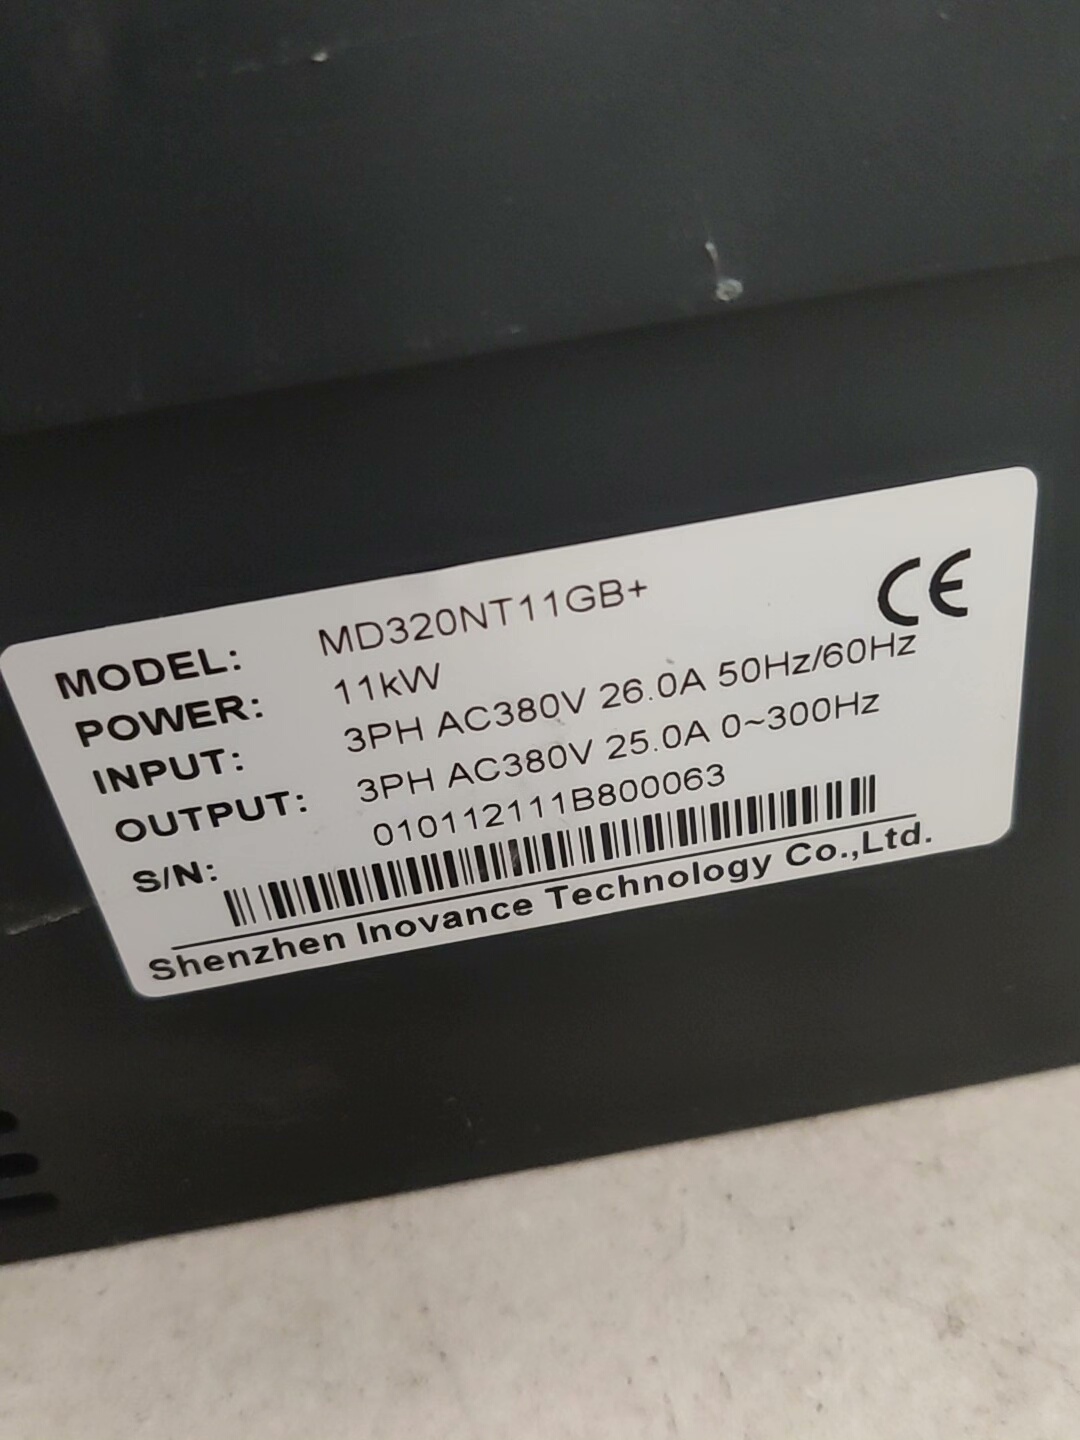 MODEL: MD320NT11GB+
POWER: 11kW
INPUT: 3PH AC380V 26.0A 50Hz/60Hz
OUTPUT: 3PH AC380V 25.0A 0~300Hz
S/N: 010112111B800063
Shenzhen Inovance Technology Co.,Ltd.
CE